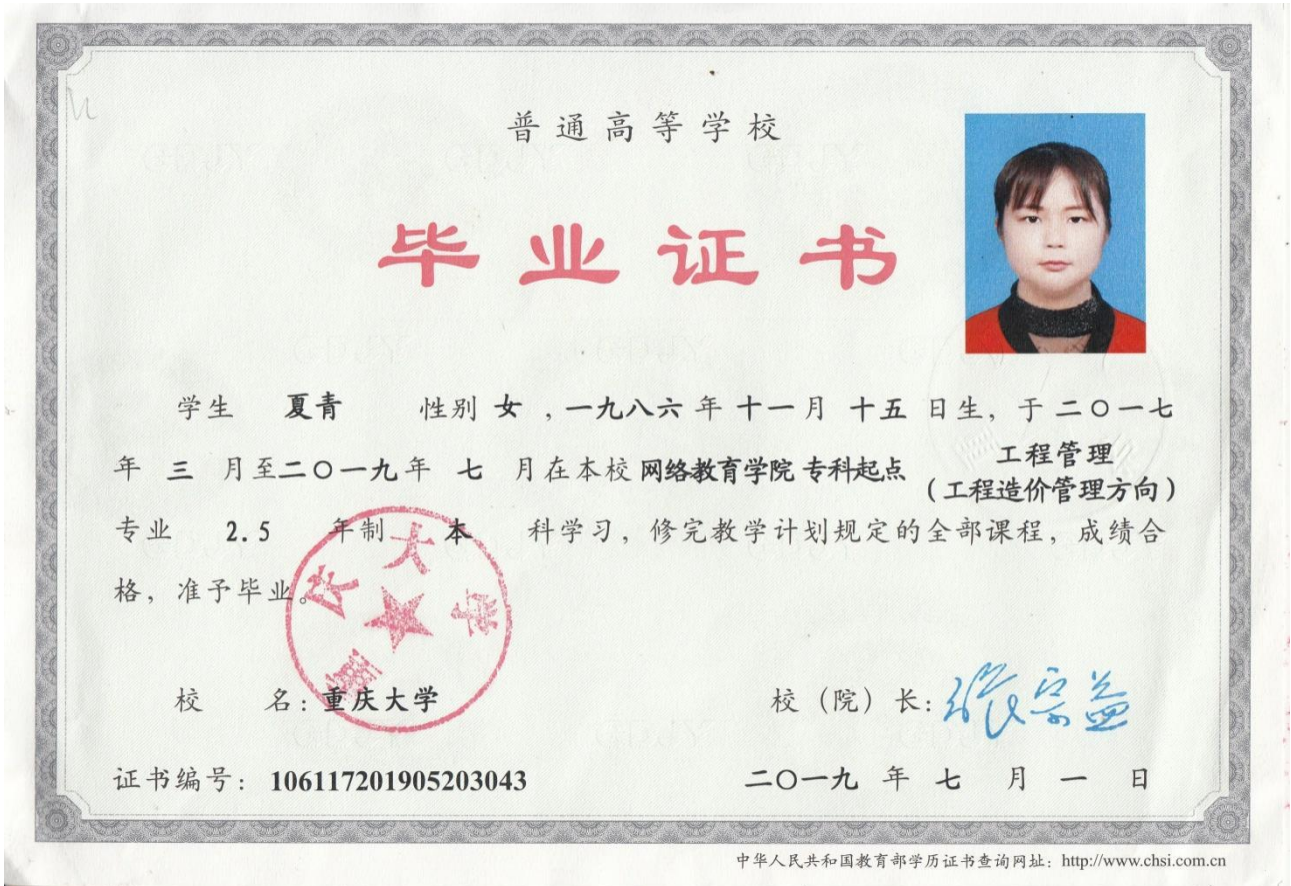 普通高等学校
毕业证书
学生 夏青 性别 女 ,一九八六 年 十一 月 十五 日生，于 二〇一七
年 三 月至 二〇一九 年 七 月在本校 网络教育学院 专科起点 工程管理
（工程造价管理方向）
专业 2.5 年制 本 科学习，修完教学计划规定的全部课程，成绩合
格，准予毕业。
重庆大学
校 名：重庆大学 校（院）长：张宗益
证书编号：106117201905203043 二〇一九 年 七 月 一 日
中华人民共和国教育部学历证书查询网址：http://www.chsi.com.cn